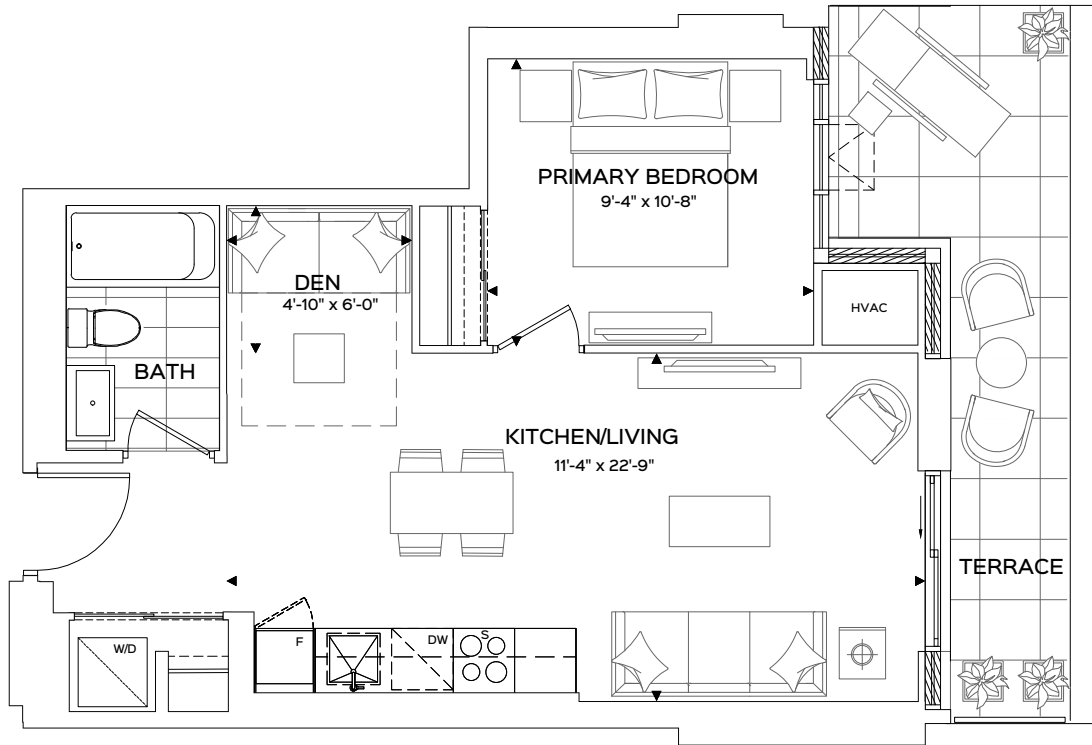 PRIMARY BEDROOM
9'-4" x 10'-8"
DEN
4'-10" x 6'-0"
HVAC
BATH
KITCHEN/LIVING
11'-4" x 22'-9"
TERRACE
W/D
F
DW
S